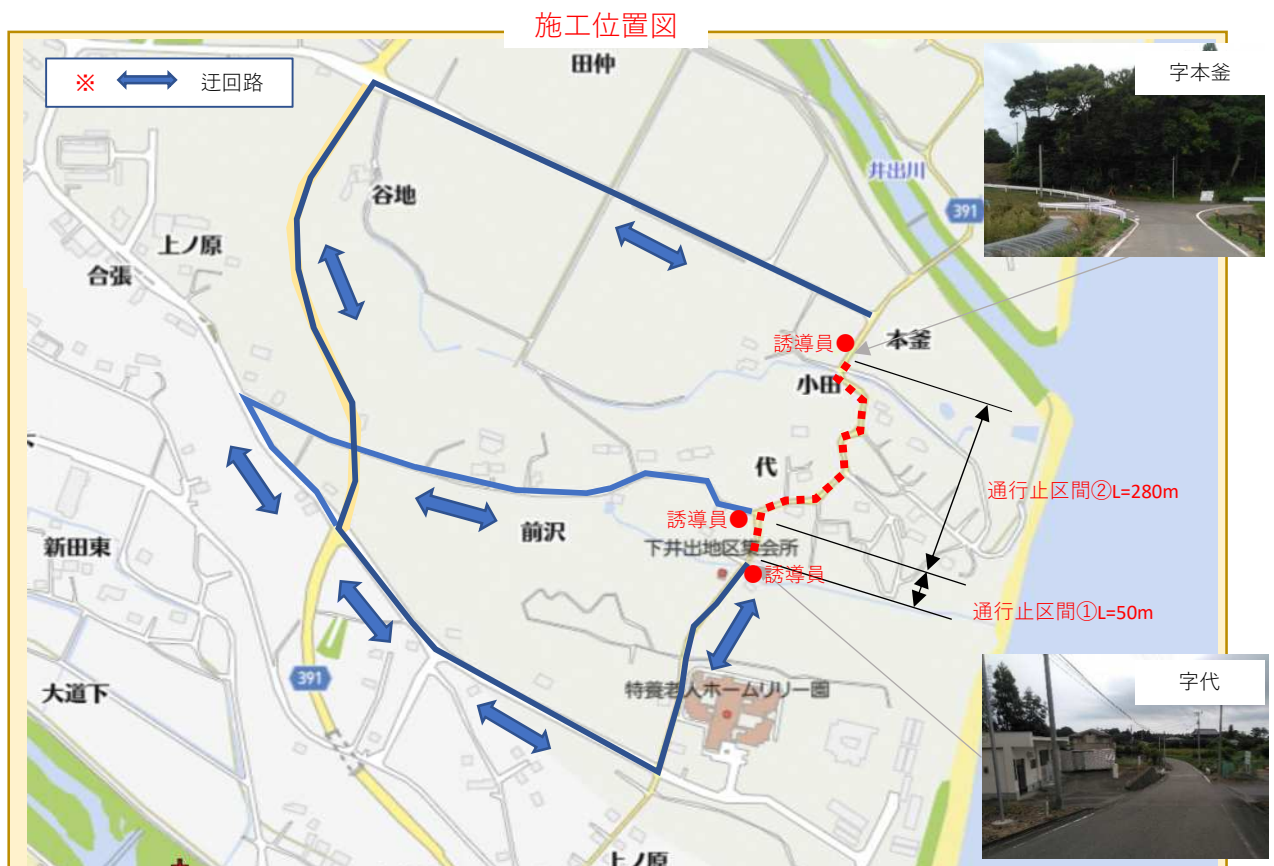 施工位置図
※ 迂回路
田仲
字本釜
井出川
谷地
391
上ノ原
合張
誘導員
本釜
小田
代
通行止区間②L=280m
誘導員
前沢
下井出地区集会所
新田東
誘導員
通行止区間①L=50m
391
特養老人ホームリリー園
大道下
字代
上ノ原